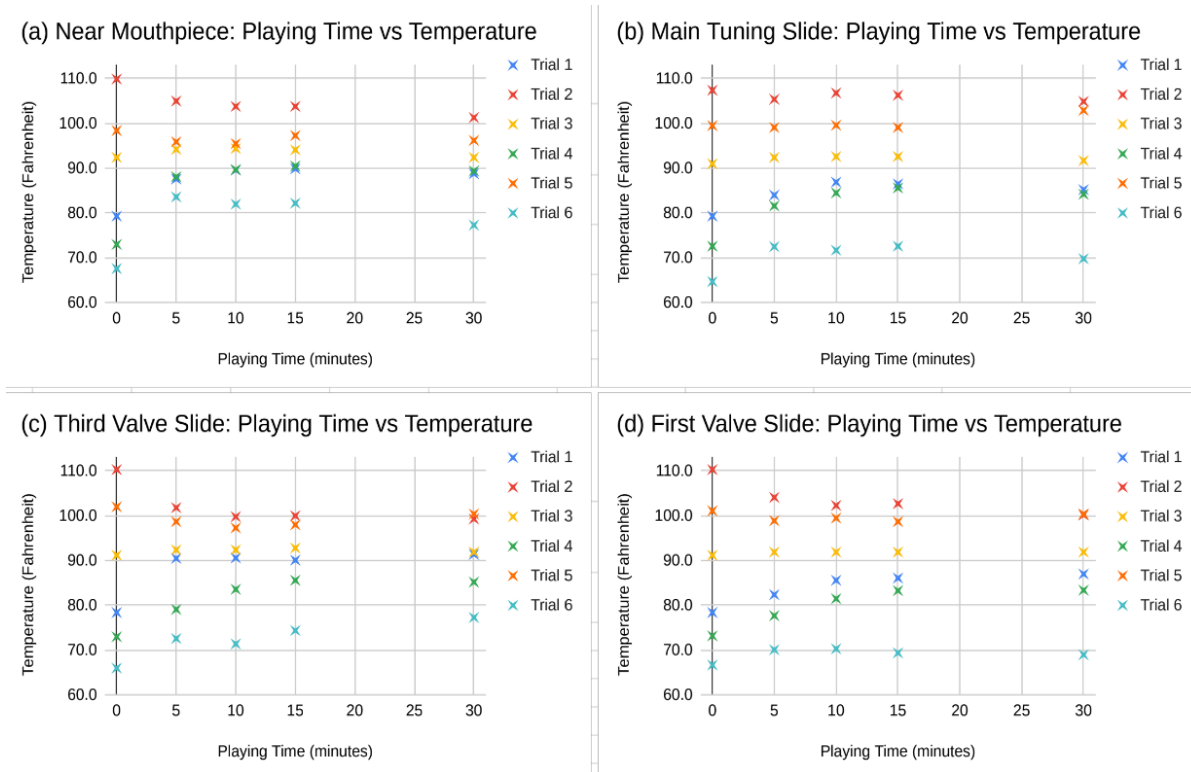 (a) Near Mouthpiece: Playing Time vs Temperature
Temperature (Fahrenheit)
110.0
100.0
90.0
80.0
70.0
60.0
0 5 10 15 20 25 30
Playing Time (minutes)
Trial 1
Trial 2
Trial 3
Trial 4
Trial 5
Trial 6
(b) Main Tuning Slide: Playing Time vs Temperature
Temperature (Fahrenheit)
110.0
100.0
90.0
80.0
70.0
60.0
0 5 10 15 20 25 30
Playing Time (minutes)
Trial 1
Trial 2
Trial 3
Trial 4
Trial 5
Trial 6
(c) Third Valve Slide: Playing Time vs Temperature
Temperature (Fahrenheit)
110.0
100.0
90.0
80.0
70.0
60.0
0 5 10 15 20 25 30
Playing Time (minutes)
Trial 1
Trial 2
Trial 3
Trial 4
Trial 5
Trial 6
(d) First Valve Slide: Playing Time vs Temperature
Temperature (Fahrenheit)
110.0
100.0
90.0
80.0
70.0
60.0
0 5 10 15 20 25 30
Playing Time (minutes)
Trial 1
Trial 2
Trial 3
Trial 4
Trial 5
Trial 6